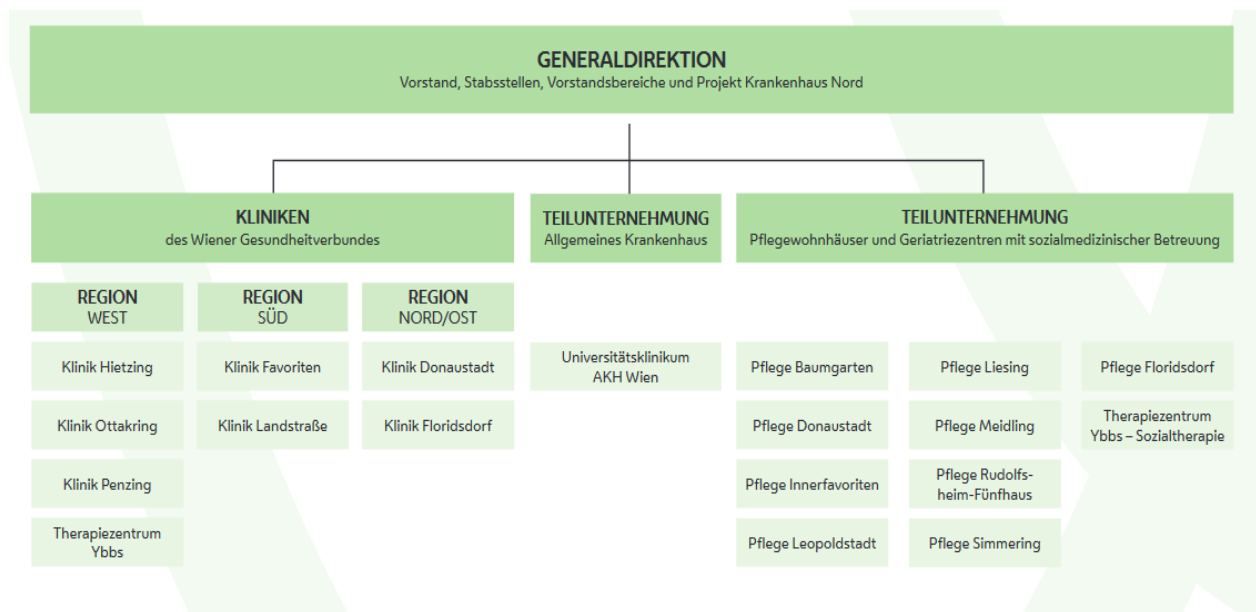 GENERALDIREKTION
Vorstand, Stabsstellen, Vorstandsbereiche und Projekt Krankenhaus Nord
KLINIKEN
des Wiener Gesundheitverbundes
TEILUNTERNEHMUNG
Allgemeines Krankenhaus
TEILUNTERNEHMUNG
Pflegewohnhäuser und Geriatriezentren mit sozialmedizinischer Betreuung
REGION
WEST
REGION
SÜD
REGION
NORD/OST
Klinik Hietzing
Klinik Ottakring
Klinik Penzing
Therapiezentrum
Ybbs
Klinik Favoriten
Klinik Landstraße
Klinik Donaustadt
Klinik Floridsdorf
Universitätsklinikum
AKH Wien
Pflege Baumgarten
Pflege Donaustadt
Pflege Innerfavoriten
Pflege Leopoldstadt
Pflege Liesing
Pflege Meidling
Pflege Rudolfs-
heim-Fünfhaus
Pflege Simmering
Pflege Floridsdorf
Therapiezentrum
Ybbs – Sozialtherapie